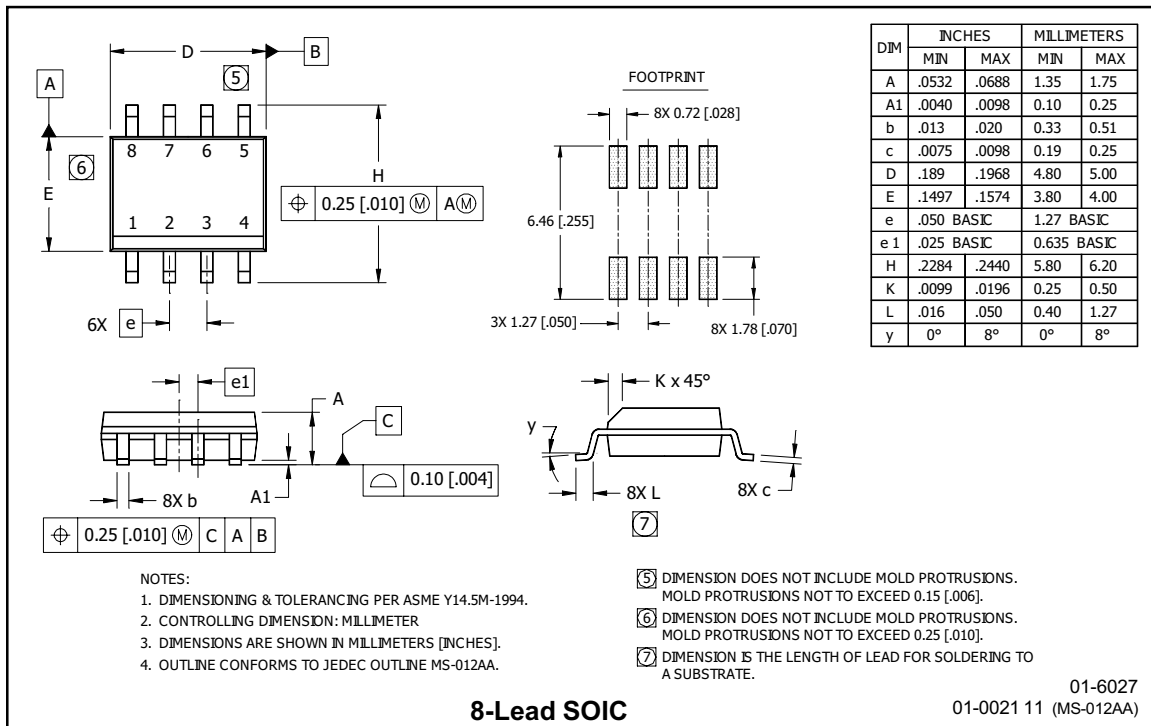 D
B
5
A
8 7 6 5
6
E
1 2 3 4
H
⌖ 0.25 [.010] Ⓜ A Ⓜ
6X e
FOOTPRINT
8X 0.72 [.028]
6.46 [.255]
3X 1.27 [.050]
8X 1.78 [.070]
DIM INCHES MILLIMETERS
MIN MAX MIN MAX
A .0532 .0688 1.35 1.75
A1 .0040 .0098 0.10 0.25
b .013 .020 0.33 0.51
c .0075 .0098 0.19 0.25
D .189 .1968 4.80 5.00
E .1497 .1574 3.80 4.00
e .050 BASIC 1.27 BASIC
e 1 .025 BASIC 0.635 BASIC
H .2284 .2440 5.80 6.20
K .0099 .0196 0.25 0.50
L .016 .050 0.40 1.27
y 0° 8° 0° 8°
e1
A
C
A1
8X b
⌓ 0.10 [.004]
⌖ 0.25 [.010] Ⓜ C A B
K x 45°
y
8X L
8X c
7
NOTES:
1. DIMENSIONING & TOLERANCING PER ASME Y14.5M-1994.
2. CONTROLLING DIMENSION: MILLIMETER
3. DIMENSIONS ARE SHOWN IN MILLIMETERS [INCHES].
4. OUTLINE CONFORMS TO JEDEC OUTLINE MS-012AA.
5 DIMENSION DOES NOT INCLUDE MOLD PROTRUSIONS.
MOLD PROTRUSIONS NOT TO EXCEED 0.15 [.006].
6 DIMENSION DOES NOT INCLUDE MOLD PROTRUSIONS.
MOLD PROTRUSIONS NOT TO EXCEED 0.25 [.010].
7 DIMENSION IS THE LENGTH OF LEAD FOR SOLDERING TO
A SUBSTRATE.
8-Lead SOIC
01-6027
01-0021 11 (MS-012AA)